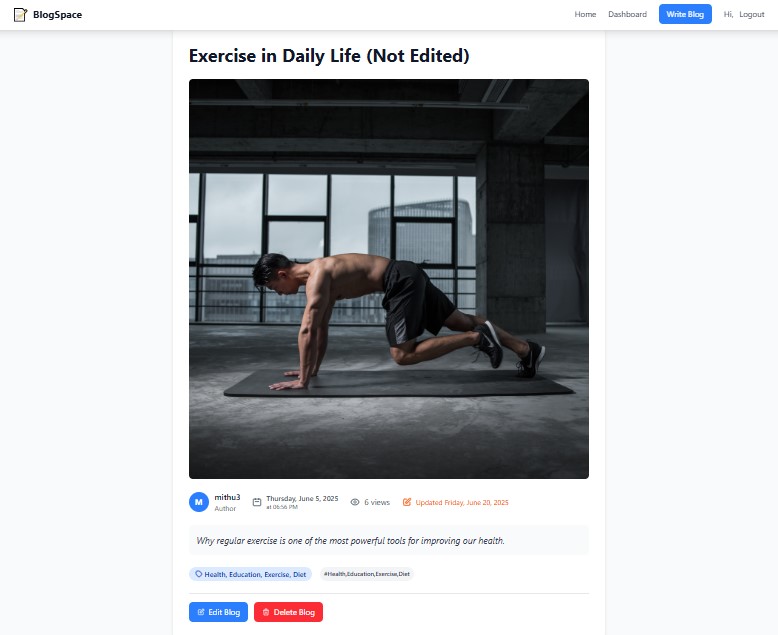 BlogSpace
Home Dashboard Write Blog Hi, Logout
Exercise in Daily Life (Not Edited)
M
mithu3
Author
Thursday, June 5, 2025
at 06:56 PM
6 views
Updated Friday, June 20, 2025
Why regular exercise is one of the most powerful tools for improving our health.
Health, Education, Exercise, Diet #Health,Education,Exercise,Diet
Edit Blog Delete Blog